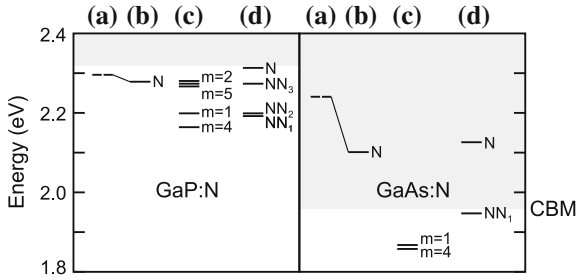 (a) (b) (c) (d) (a) (b) (c) (d)
Energy (eV)
2.4
2.2
2.0
1.8
N
m=2
m=5
m=1
m=4
N
NN3
NN2
NN1
GaP:N
N
m=1
m=4
N
NN1
GaAs:N
CBM